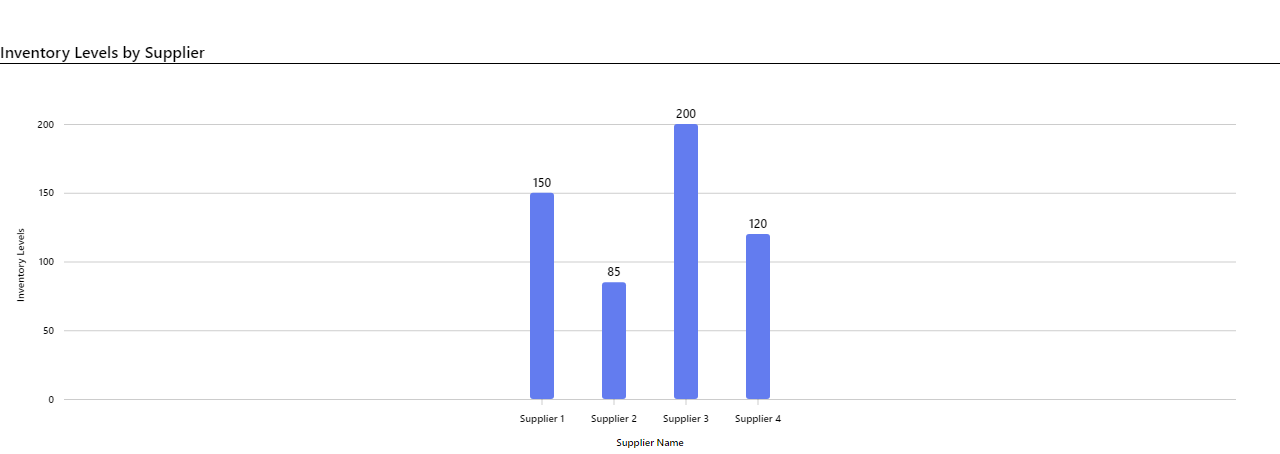 Inventory Levels by Supplier
200
200
150
150
120
100
85
50
0
Inventory Levels
Supplier 1 Supplier 2 Supplier 3 Supplier 4
Supplier Name